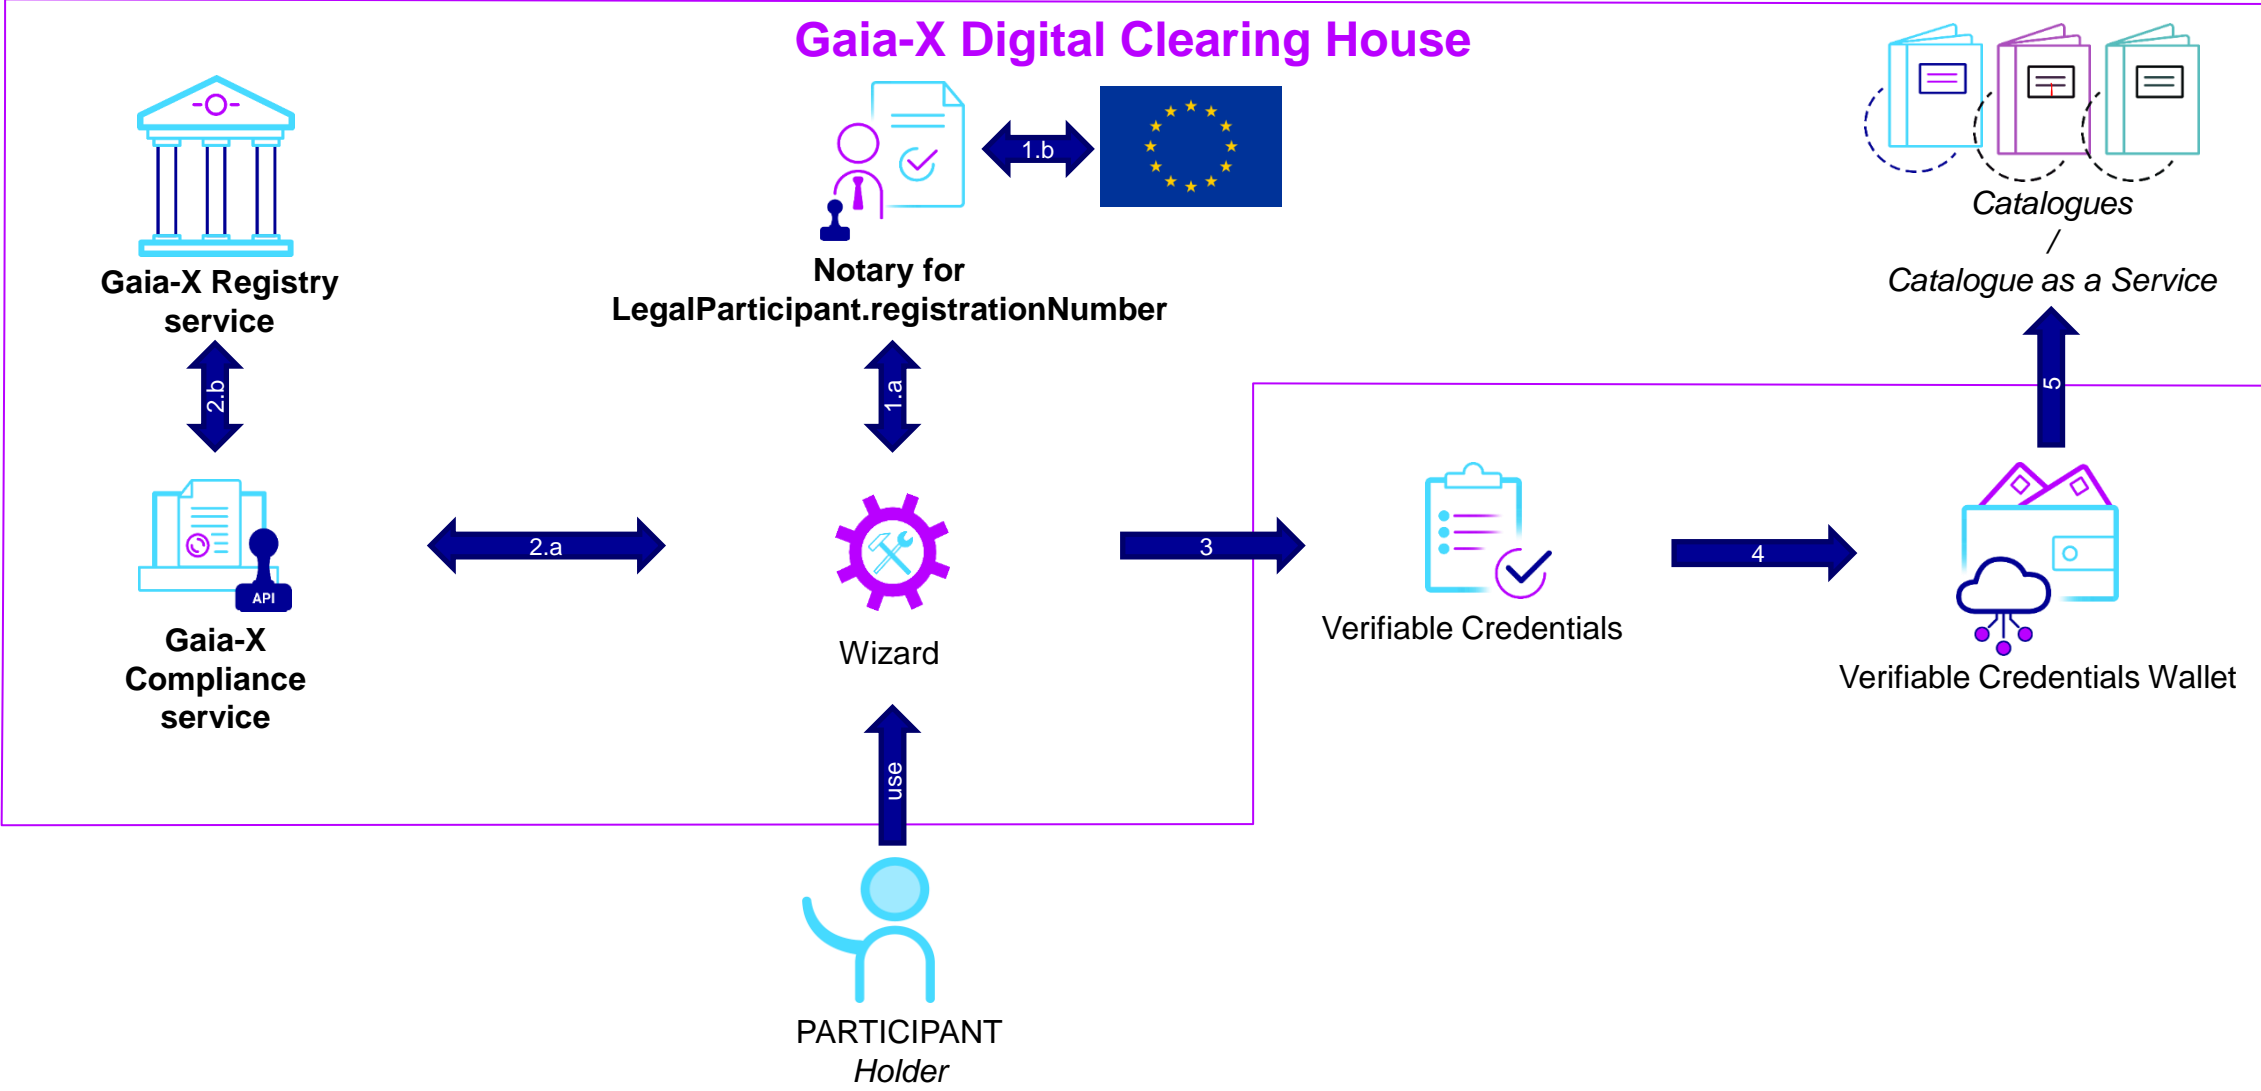 Gaia-X Digital Clearing House
1.b
Catalogues
/
Catalogue as a Service
Gaia-X Registry
service
Notary for
LegalParticipant.registrationNumber
2.b
1.a
5
2.a
3
4
API
Gaia-X
Compliance
service
Wizard
Verifiable Credentials
Verifiable Credentials Wallet
use
PARTICIPANT
Holder